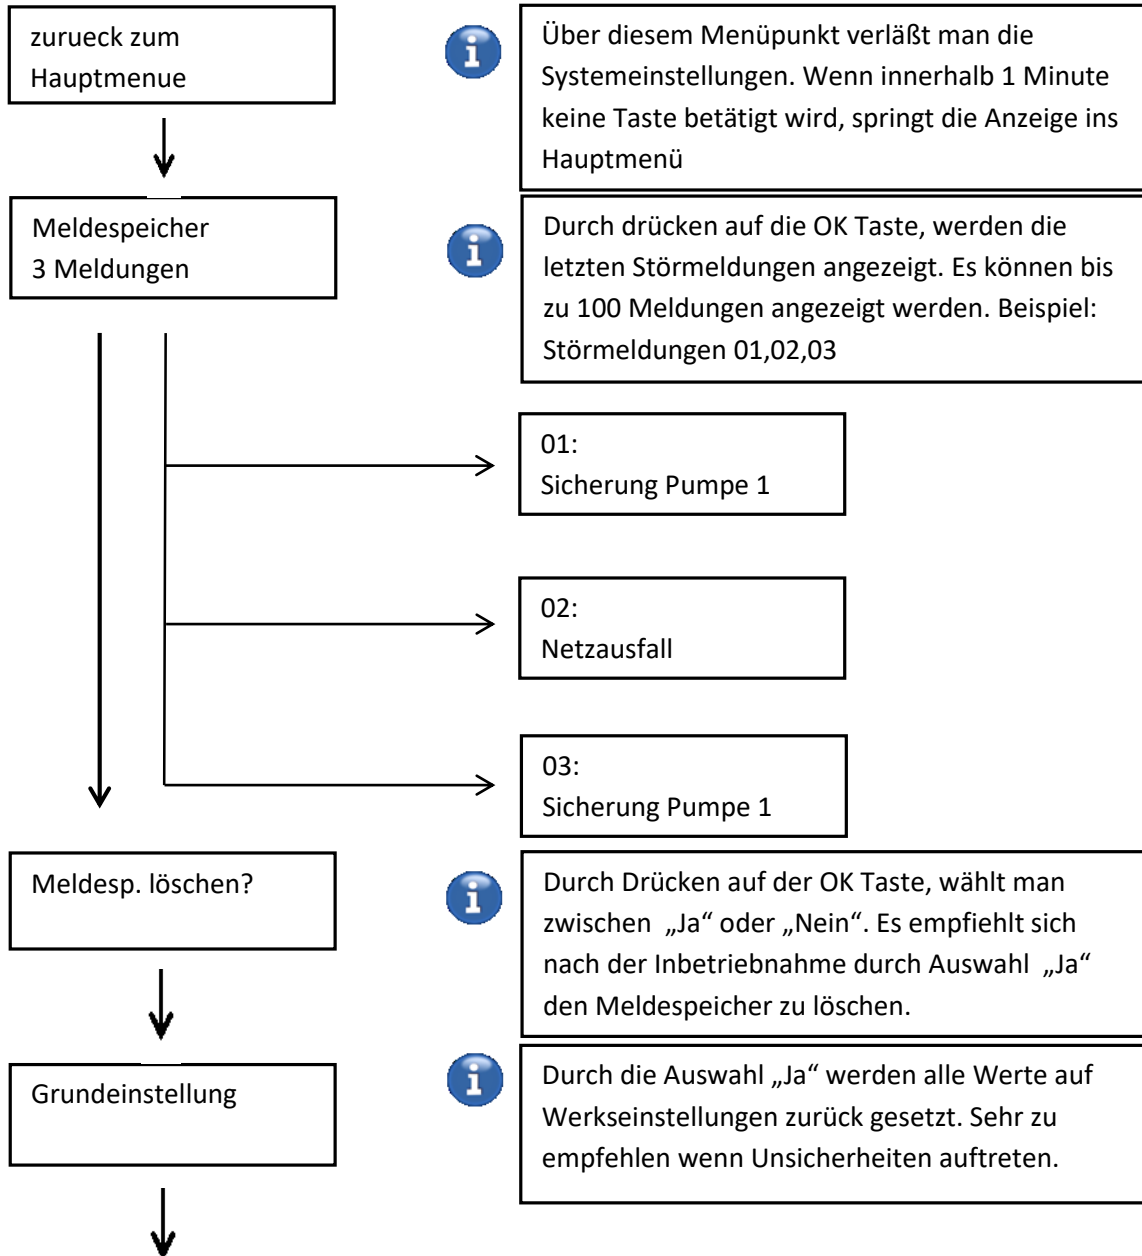 zurueck zum
Hauptmenue
Über diesem Menüpunkt verläßt man die
Systemeinstellungen. Wenn innerhalb 1 Minute
keine Taste betätigt wird, springt die Anzeige ins
Hauptmenü
Meldespeicher
3 Meldungen
Durch drücken auf die OK Taste, werden die
letzten Störmeldungen angezeigt. Es können bis
zu 100 Meldungen angezeigt werden. Beispiel:
Störmeldungen 01,02,03
01:
Sicherung Pumpe 1
02:
Netzausfall
03:
Sicherung Pumpe 1
Meldesp. löschen?
Durch Drücken auf der OK Taste, wählt man
zwischen „Ja“ oder „Nein“. Es empfiehlt sich
nach der Inbetriebnahme durch Auswahl „Ja“
den Meldespeicher zu löschen.
Grundeinstellung
Durch die Auswahl „Ja“ werden alle Werte auf
Werkseinstellungen zurück gesetzt. Sehr zu
empfehlen wenn Unsicherheiten auftreten.